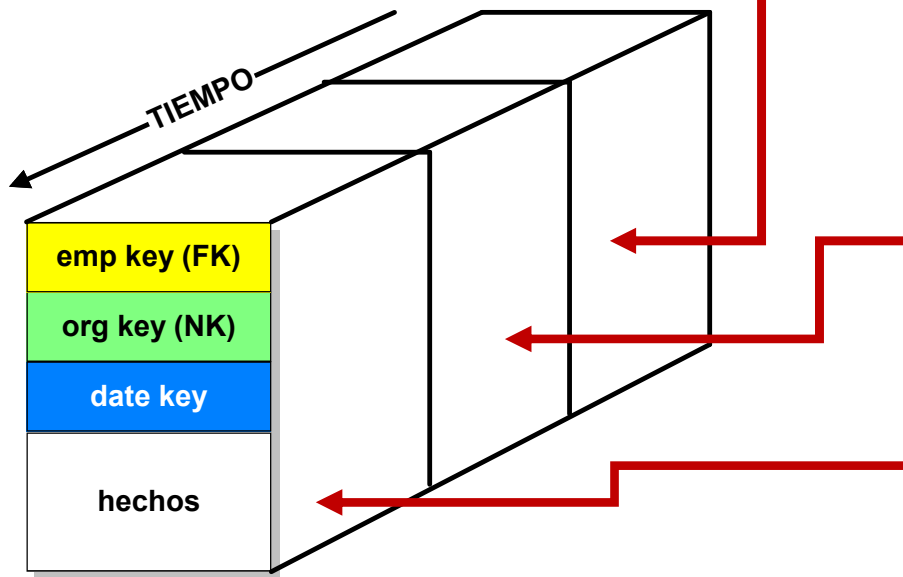 TIEMPO
emp key (FK)
org key (NK)
date key
hechos